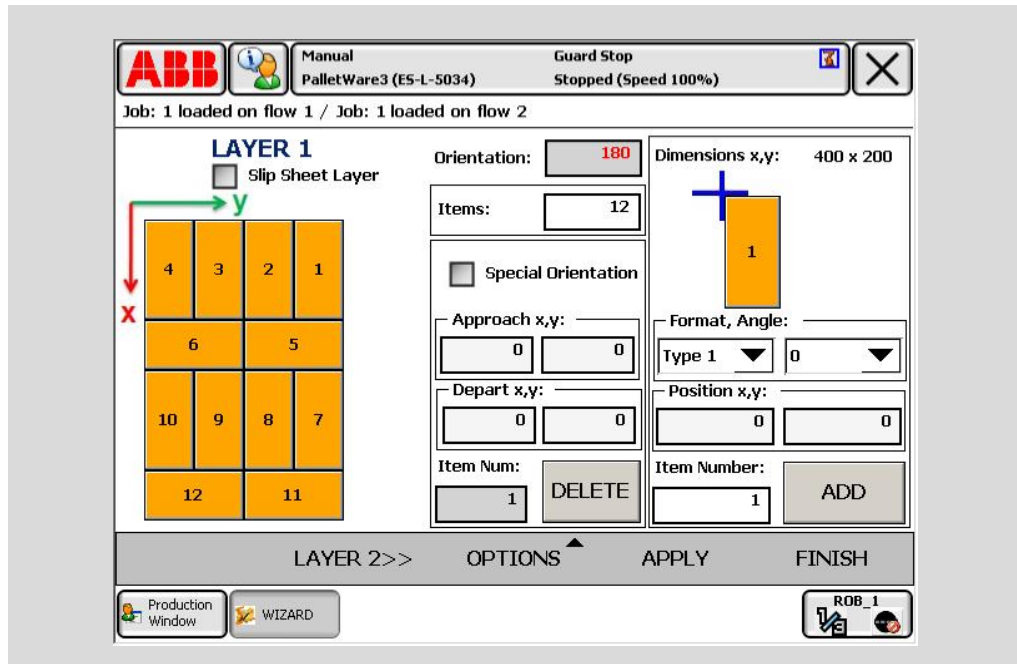 ABB
Manual
PalletWare3 (ES-L-5034)
Guard Stop
Stopped (Speed 100%)
Job: 1 loaded on flow 1 / Job: 1 loaded on flow 2
LAYER 1
Slip Sheet Layer
y
x
4 3 2 1
6 5
10 9 8 7
12 11
Orientation: 180
Items: 12
Special Orientation
Approach x,y:
0 0
Depart x,y:
0 0
Item Num:
1
DELETE
Dimensions x,y: 400 x 200
1
Format, Angle:
Type 1 0
Position x,y:
0 0
Item Number:
1
ADD
LAYER 2>> OPTIONS APPLY FINISH
Production
Window
WIZARD
ROB_1
1/3